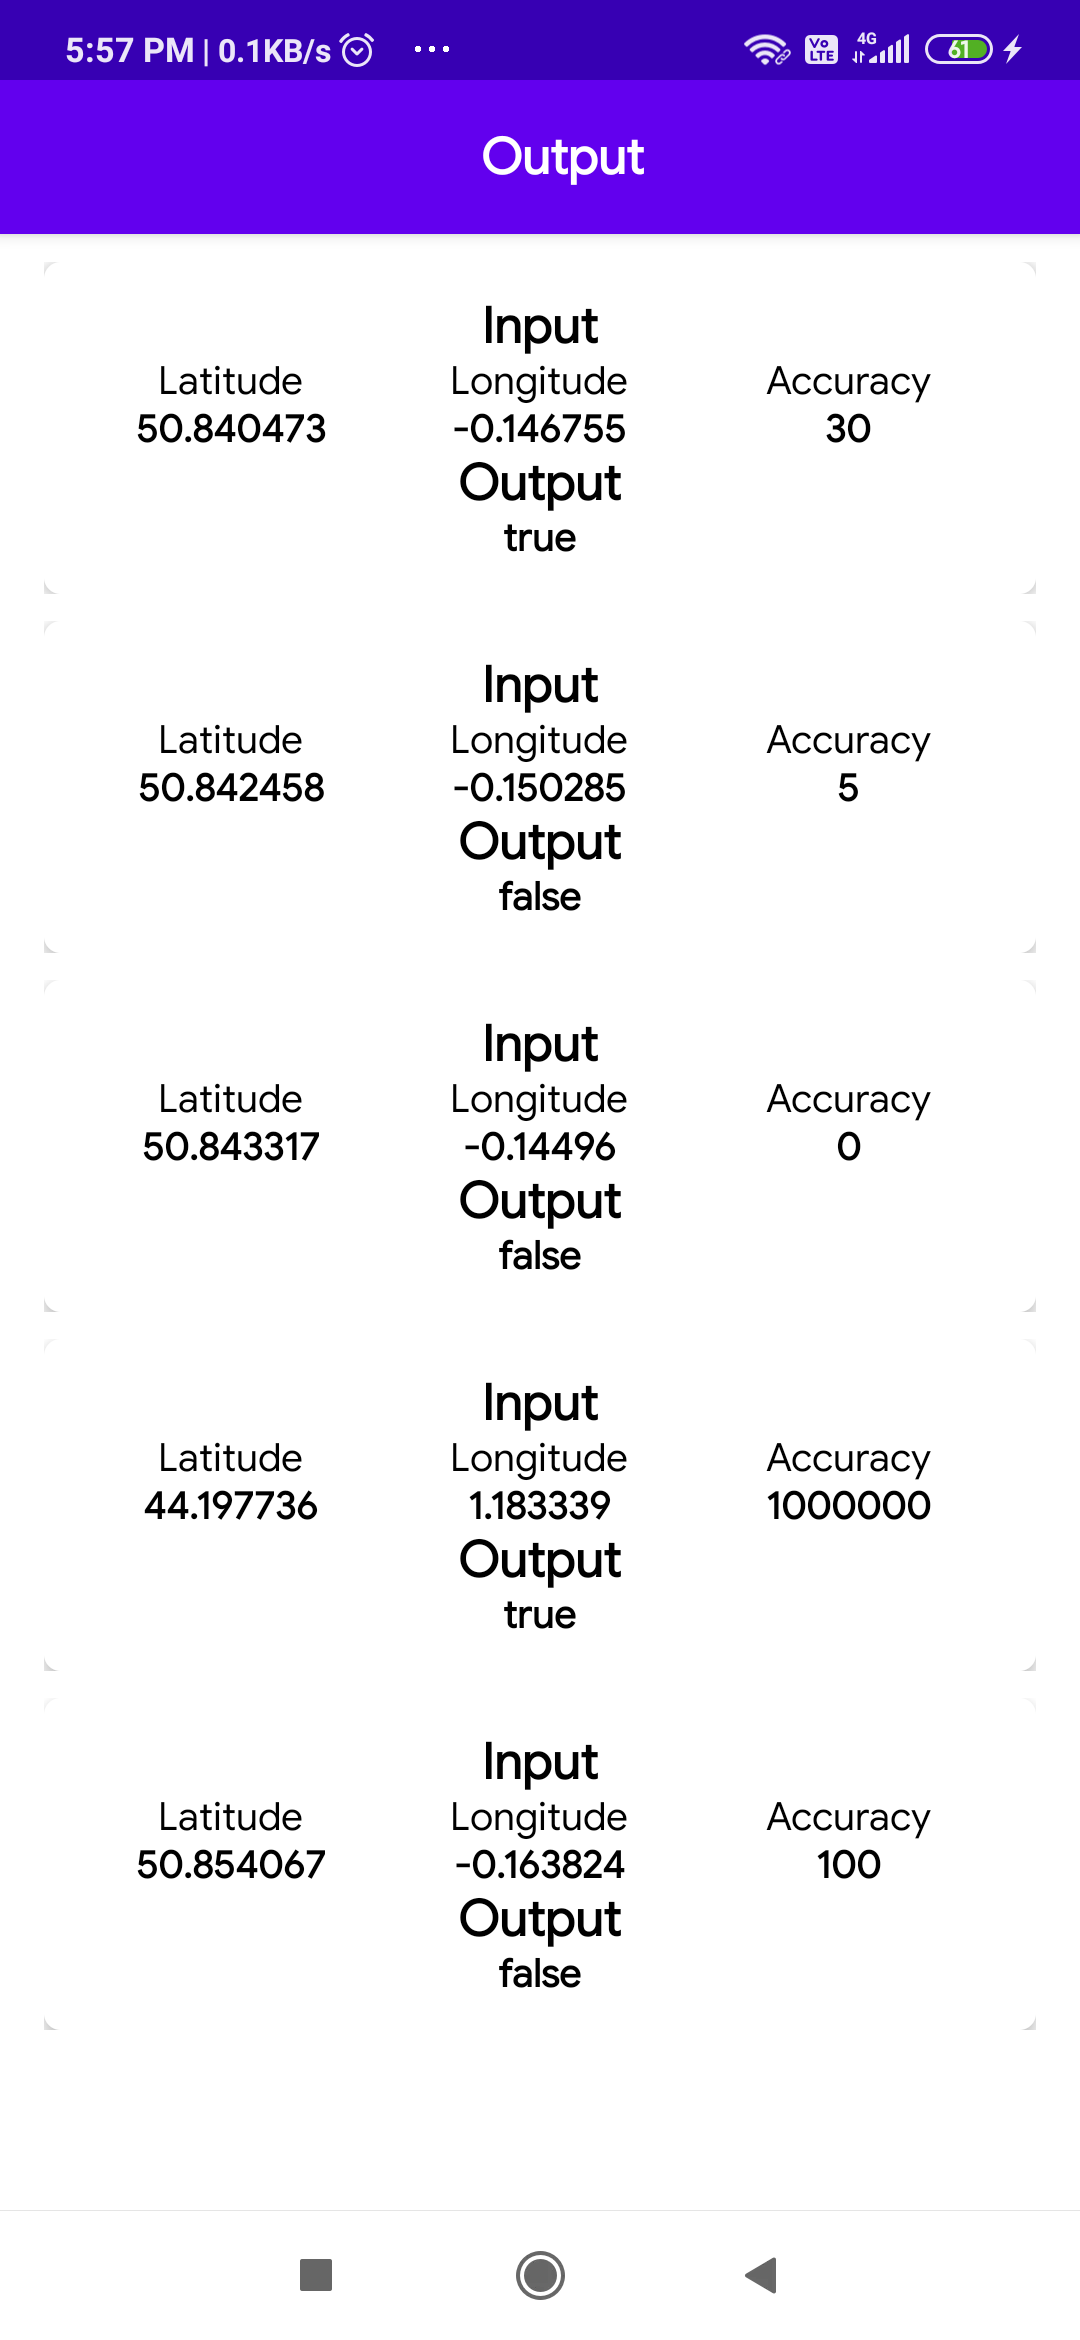 5:57 PM | 0.1KB/s ... Vo LTE 4G 61
Output
Input
Latitude Longitude Accuracy
50.840473 -0.146755 30
Output
true
Input
Latitude Longitude Accuracy
50.842458 -0.150285 5
Output
false
Input
Latitude Longitude Accuracy
50.843317 -0.14496 0
Output
false
Input
Latitude Longitude Accuracy
44.197736 1.183339 1000000
Output
true
Input
Latitude Longitude Accuracy
50.854067 -0.163824 100
Output
false